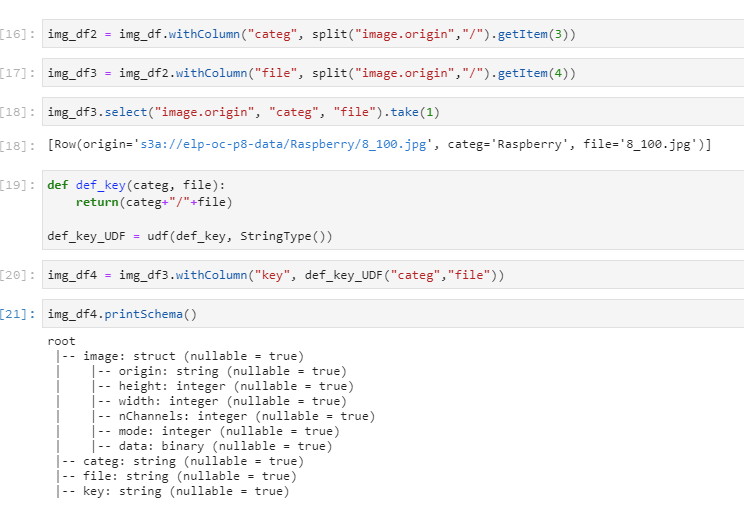 [16]: img_df2 = img_df.withColumn("categ", split("image.origin","/").getItem(3))
[17]: img_df3 = img_df2.withColumn("file", split("image.origin","/").getItem(4))
[18]: img_df3.select("image.origin", "categ", "file").take(1)
[18]: [Row(origin='s3a://elp-oc-p8-data/Raspberry/8_100.jpg', categ='Raspberry', file='8_100.jpg')]
[19]: def def_key(categ, file):
    return(categ+"/"+file)
def_key_UDF = udf(def_key, StringType())
[20]: img_df4 = img_df3.withColumn("key", def_key_UDF("categ","file"))
[21]: img_df4.printSchema()
root
 |-- image: struct (nullable = true)
 |    |-- origin: string (nullable = true)
 |    |-- height: integer (nullable = true)
 |    |-- width: integer (nullable = true)
 |    |-- nChannels: integer (nullable = true)
 |    |-- mode: integer (nullable = true)
 |    |-- data: binary (nullable = true)
 |-- categ: string (nullable = true)
 |-- file: string (nullable = true)
 |-- key: string (nullable = true)